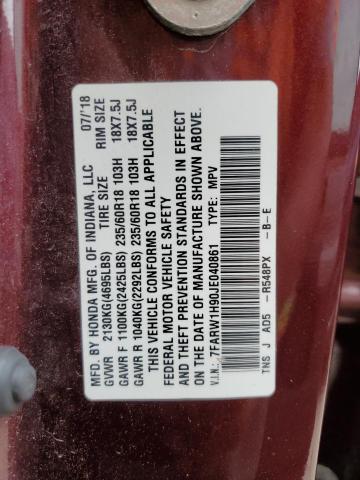 MFD. BY HONDA MFG. OF INDIANA, LLC 07/'18
GVWR 2130KG(4695LBS) TIRE SIZE RIM SIZE
GAWR F 1100KG(2425LBS) 235/60R18 103H 18X7.5J
GAWR R 1040KG(2292LBS) 235/60R18 103H 18X7.5J
THIS VEHICLE CONFORMS TO ALL APPLICABLE
FEDERAL MOTOR VEHICLE SAFETY
AND THEFT PREVENTION STANDARDS IN EFFECT
ON THE DATE OF MANUFACTURE SHOWN ABOVE.
V.I.N.: 7FARW1H90JE040861 TYPE: MPV
TNS J AD5 -R548PX -B-E